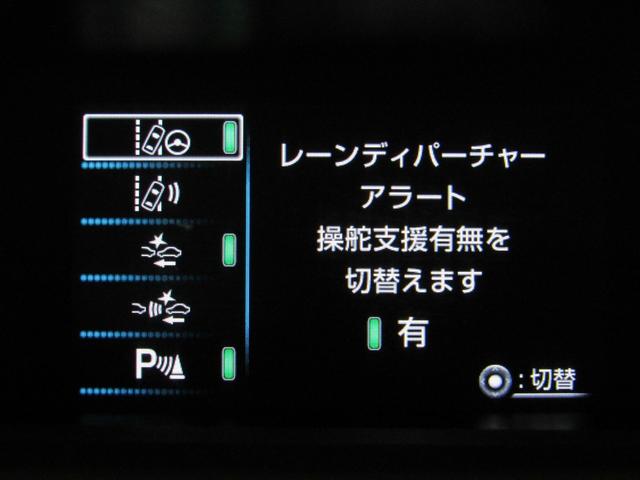 レーンディパーチャー
アラート
操舵支援有無を
切替えます
有
P
:切替